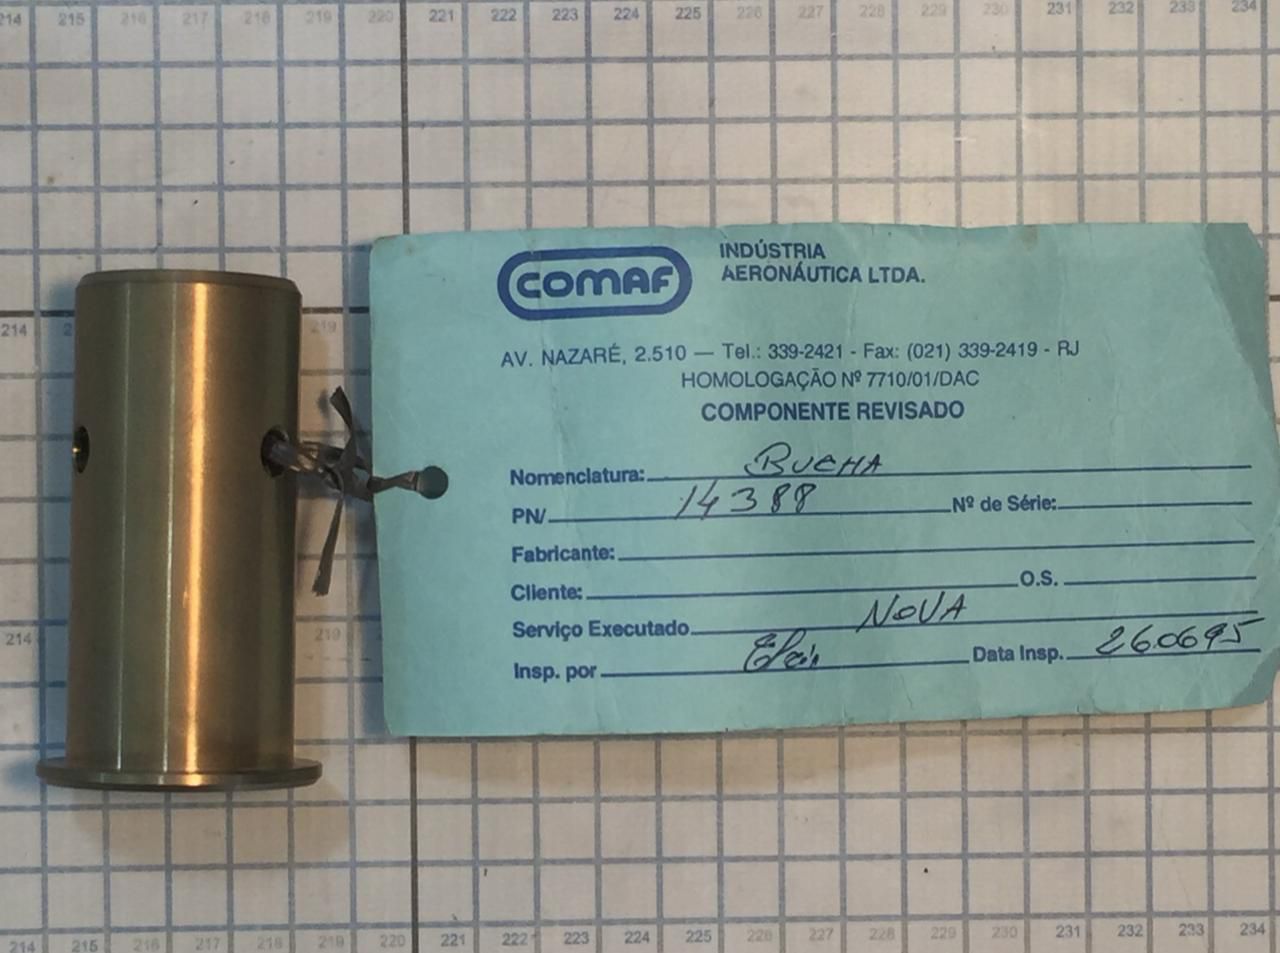 214 215 216 217 218 219 220 221 222 223 224 225 226 227 228 229 230 231 232 233 234
COMAF
INDÚSTRIA
AERONÁUTICA LTDA.
214 2 219
AV. NAZARÉ, 2.510 — Tel.: 339-2421 - Fax: (021) 339-2419 - RJ
HOMOLOGAÇÃO Nº 7710/01/DAC
COMPONENTE REVISADO
Nomenclatura: BUCHA
PN/ 14388 Nº de Série:
Fabricante:
Cliente: O.S.
Serviço Executado NOVA
214 219
Insp. por Data Insp. 260695
214 215 216 217 218 219 220 221 222 223 224 225 226 227 228 229 230 231 232 233 234